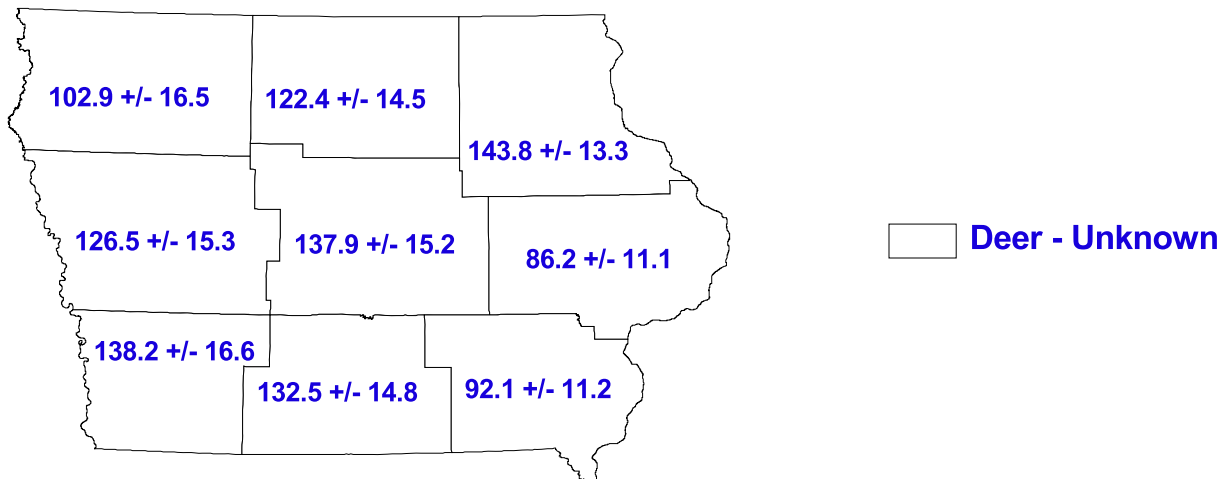 102.9 +/- 16.5
122.4 +/- 14.5
143.8 +/- 13.3
126.5 +/- 15.3
137.9 +/- 15.2
86.2 +/- 11.1
Deer - Unknown
138.2 +/- 16.6
132.5 +/- 14.8
92.1 +/- 11.2